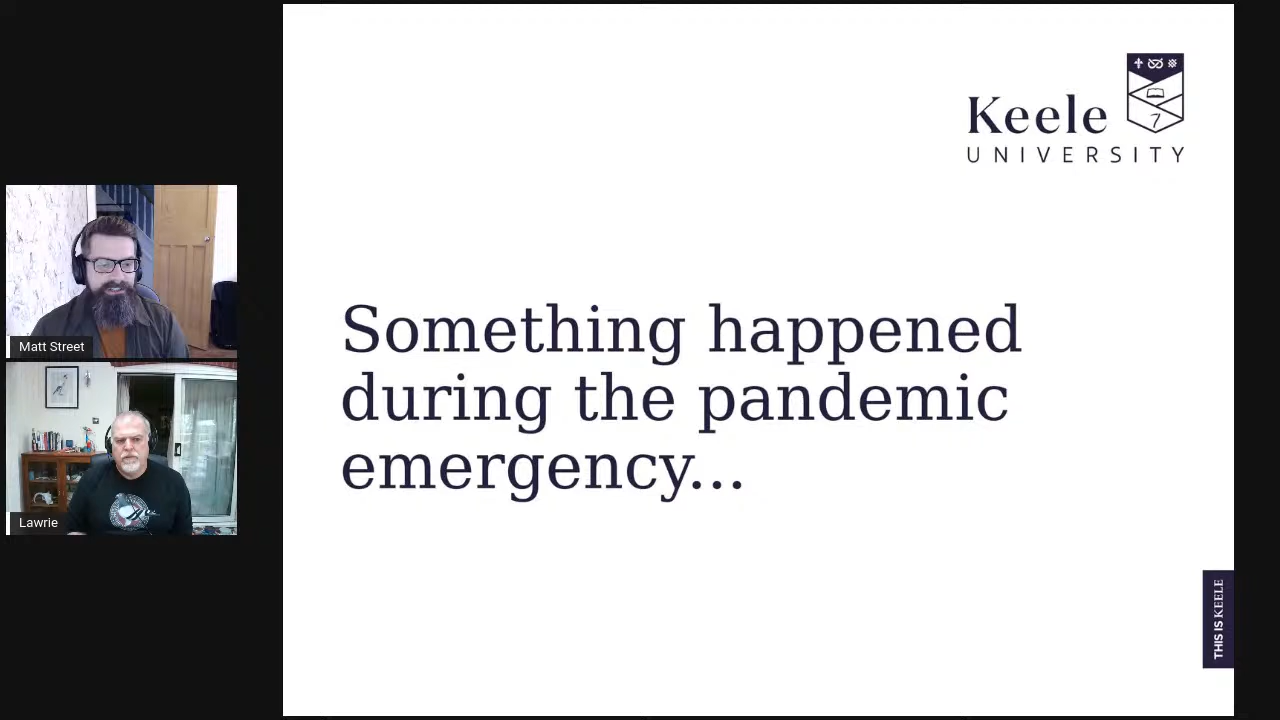 Keele
UNIVERSITY
Something happened
during the pandemic
emergency...
Matt Street
Lawrie
THIS IS KEELE